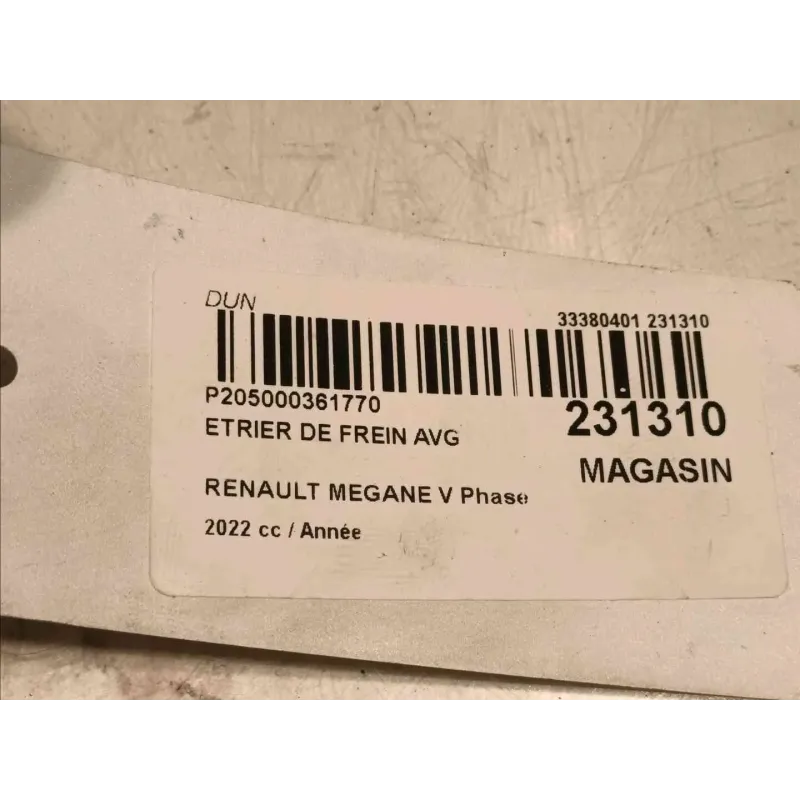 DUN
33380401 231310
P205000361770
231310
ETRIER DE FREIN AVG
MAGASIN
RENAULT MEGANE V Phase
2022 cc / Année